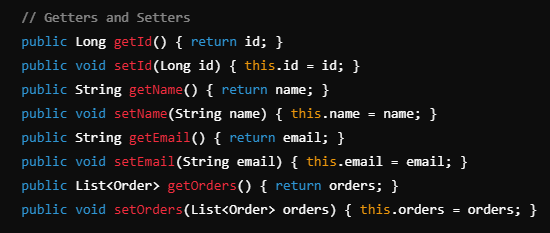 // Getters and Setters
public Long getId() { return id; }
public void setId(Long id) { this.id = id; }
public String getName() { return name; }
public void setName(String name) { this.name = name; }
public String getEmail() { return email; }
public void setEmail(String email) { this.email = email; }
public List<Order> getOrders() { return orders; }
public void setOrders(List<Order> orders) { this.orders = orders; }